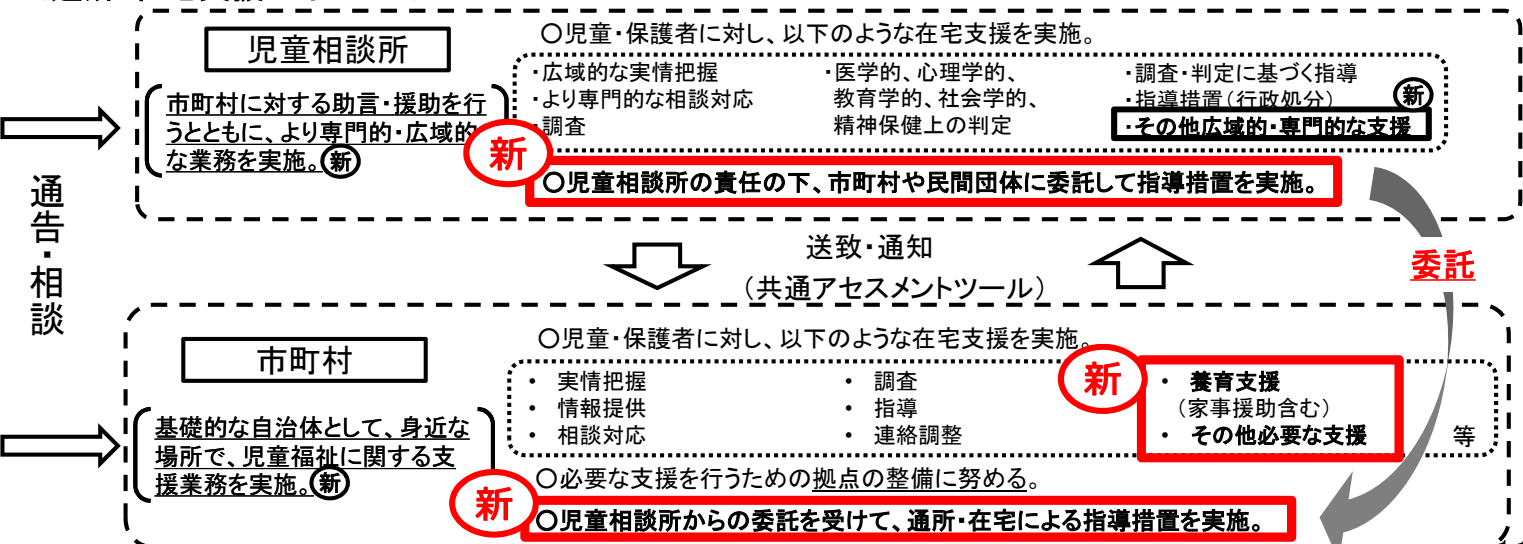 児童相談所
市町村に対する助言・援助を行
うとともに、より専門的・広域的
な業務を実施。新
〇児童・保護者に対し、以下のような在宅支援を実施。
・広域的な実情把握
・より専門的な相談対応
・調査
・医学的、心理学的、
教育学的、社会学的、
精神保健上の判定
・調査・判定に基づく指導
・指導措置（行政処分）
新
・その他広域的・専門的な支援
新
〇児童相談所の責任の下、市町村や民間団体に委託して指導措置を実施。
通告・相談
送致・通知
（共通アセスメントツール）
委託
市町村
基礎的な自治体として、身近な
場所で、児童福祉に関する支
援業務を実施。新
〇児童・保護者に対し、以下のような在宅支援を実施。
・ 実情把握
・ 情報提供
・ 相談対応
・ 調査
・ 指導
・ 連絡調整
新
・ 養育支援
（家事援助含む）
・ その他必要な支援
等
〇必要な支援を行うための拠点の整備に努める。
新
〇児童相談所からの委託を受けて、通所・在宅による指導措置を実施。